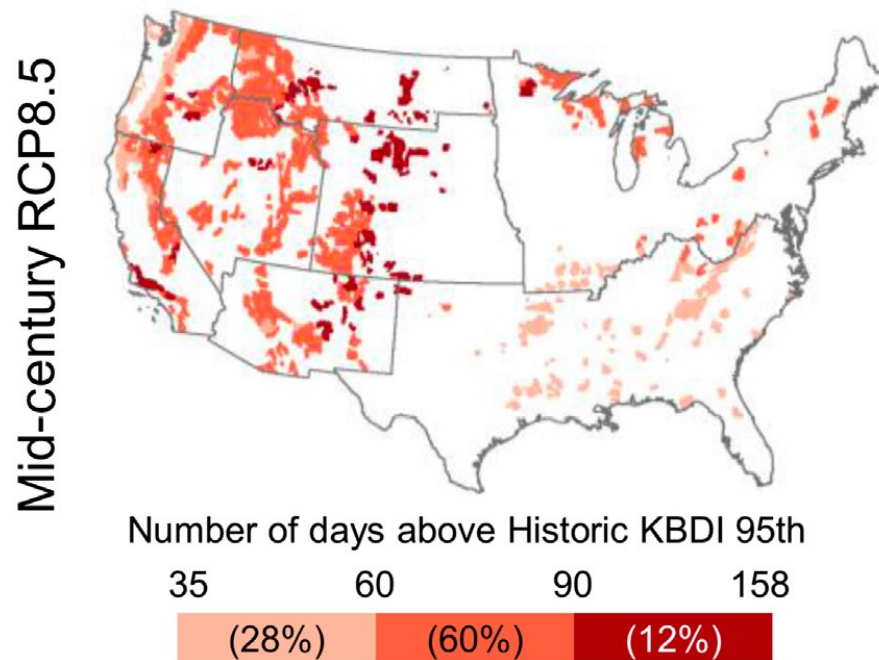 Mid-century RCP8.5
Number of days above Historic KBDI 95th
35 60 90 158
(28%) (60%) (12%)